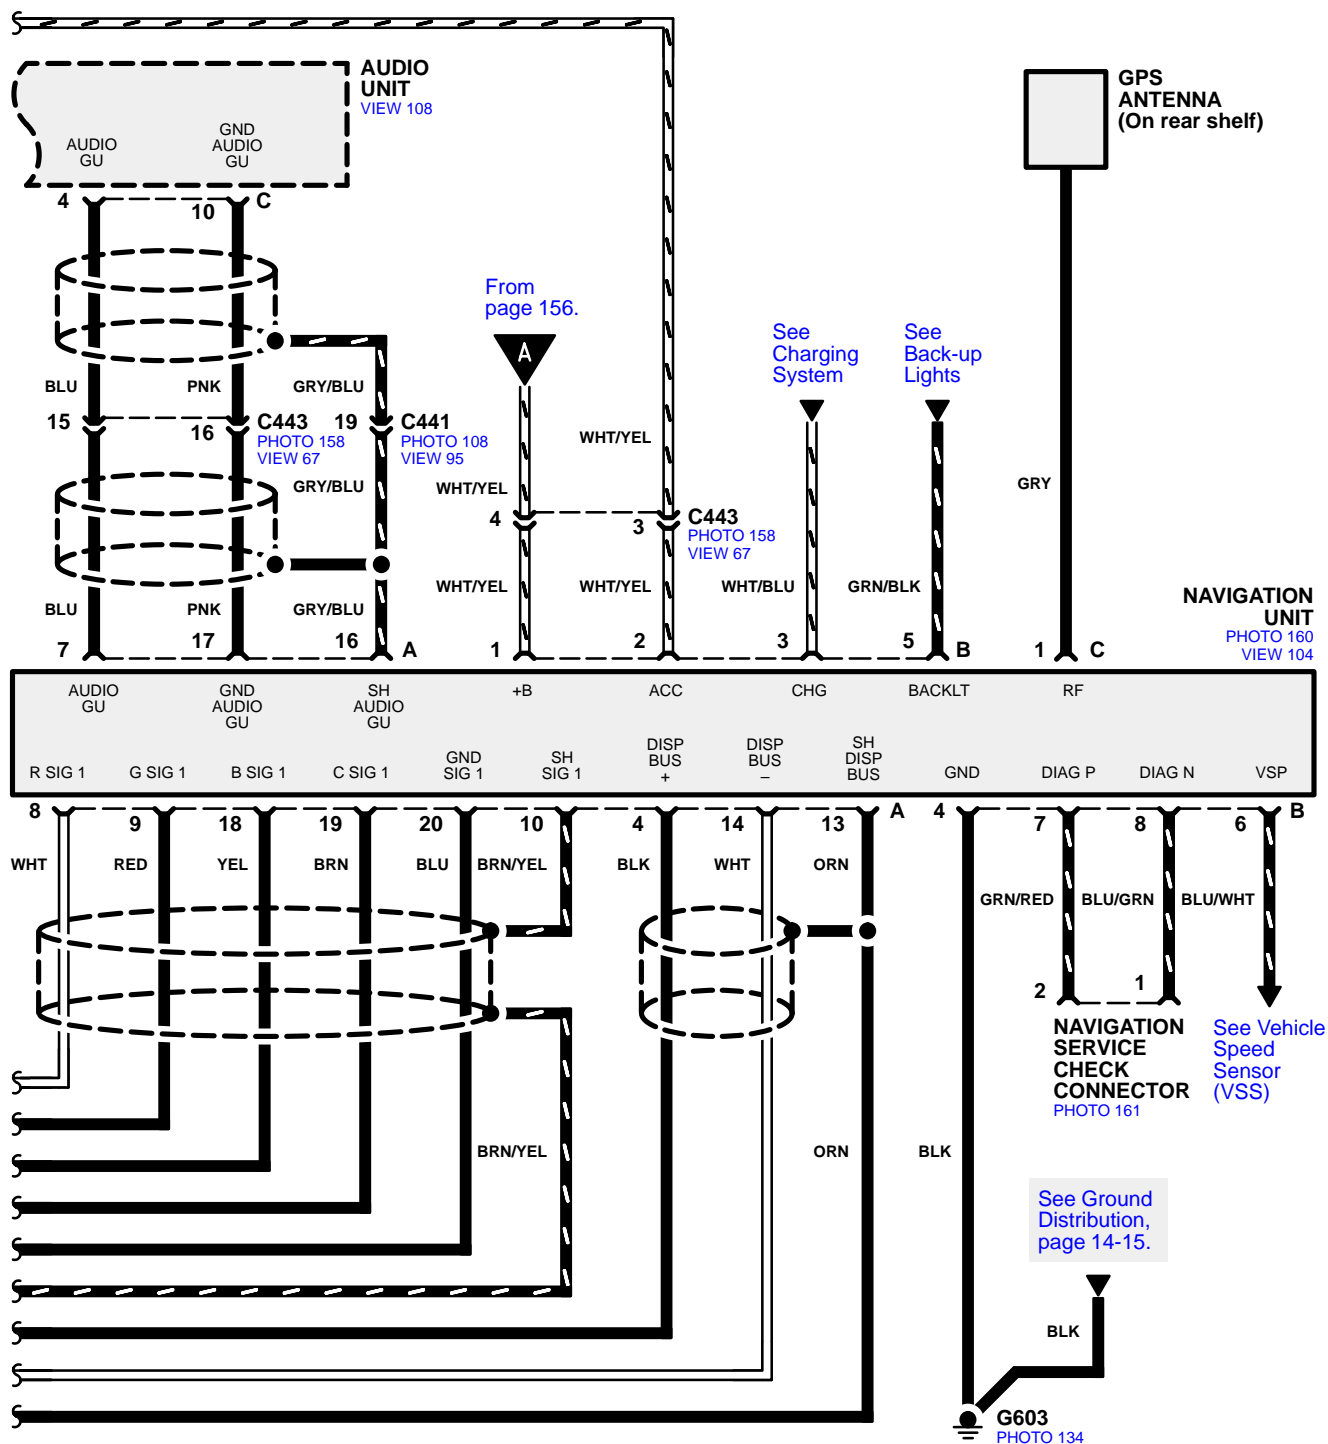 AUDIO
UNIT
VIEW 108
GPS
ANTENNA
(On rear shelf)
AUDIO
GU
GND
AUDIO
GU
4
10
C
From
page 156.
A
See
Charging
System
See
Back-up
Lights
BLU
PNK
GRY/BLU
15
16
C443
PHOTO 158
VIEW 67
19
C441
PHOTO 108
VIEW 95
WHT/YEL
GRY/BLU
WHT/YEL
GRY
4
3
C443
PHOTO 158
VIEW 67
WHT/YEL
WHT/YEL
WHT/BLU
GRN/BLK
BLU
PNK
GRY/BLU
NAVIGATION
UNIT
PHOTO 160
VIEW 104
7
17
16
A
1
2
3
5
B
1
C
AUDIO
GU
GND
AUDIO
GU
SH
AUDIO
GU
+B
ACC
CHG
BACKLT
RF
R SIG 1
G SIG 1
B SIG 1
C SIG 1
GND
SIG 1
SH
SIG 1
DISP
BUS
+
DISP
BUS
–
SH
DISP
BUS
GND
DIAG P
DIAG N
VSP
8
9
18
19
20
10
4
14
13
A
4
7
8
6
B
WHT
RED
YEL
BRN
BLU
BRN/YEL
BLK
WHT
ORN
GRN/RED
BLU/GRN
BLU/WHT
2
1
NAVIGATION
SERVICE
CHECK
CONNECTOR
PHOTO 161
See Vehicle
Speed
Sensor
(VSS)
BRN/YEL
ORN
BLK
See Ground
Distribution,
page 14-15.
BLK
G603
PHOTO 134